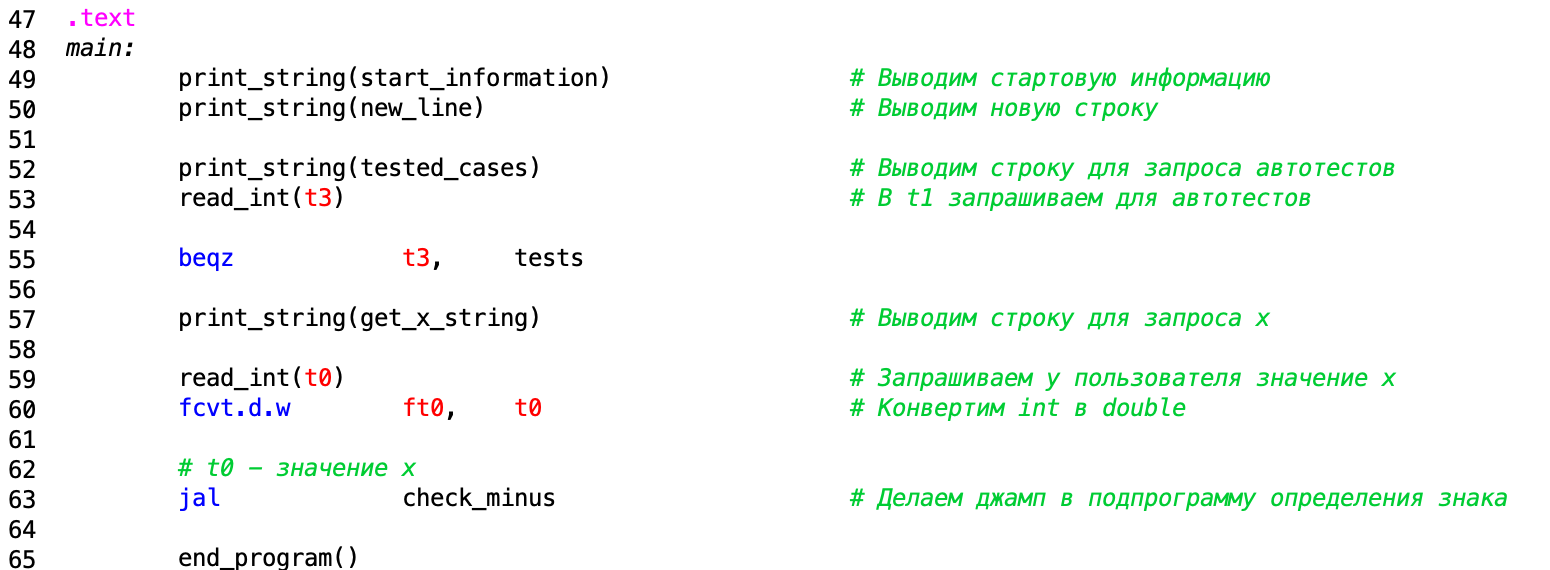 47 .text
48 main:
49 print_string(start_information) # Выводим стартовую информацию
50 print_string(new_line) # Выводим новую строку
51
52 print_string(tested_cases) # Выводим строку для запроса автотестов
53 read_int(t3) # В t1 запрашиваем для автотестов
54
55 beqz t3, tests
56
57 print_string(get_x_string) # Выводим строку для запроса x
58
59 read_int(t0) # Запрашиваем у пользователя значение x
60 fcvt.d.w ft0, t0 # Конвертим int в double
61
62 # t0 - значение x
63 jal check_minus # Делаем джамп в подпрограмму определения знака
64
65 end_program()